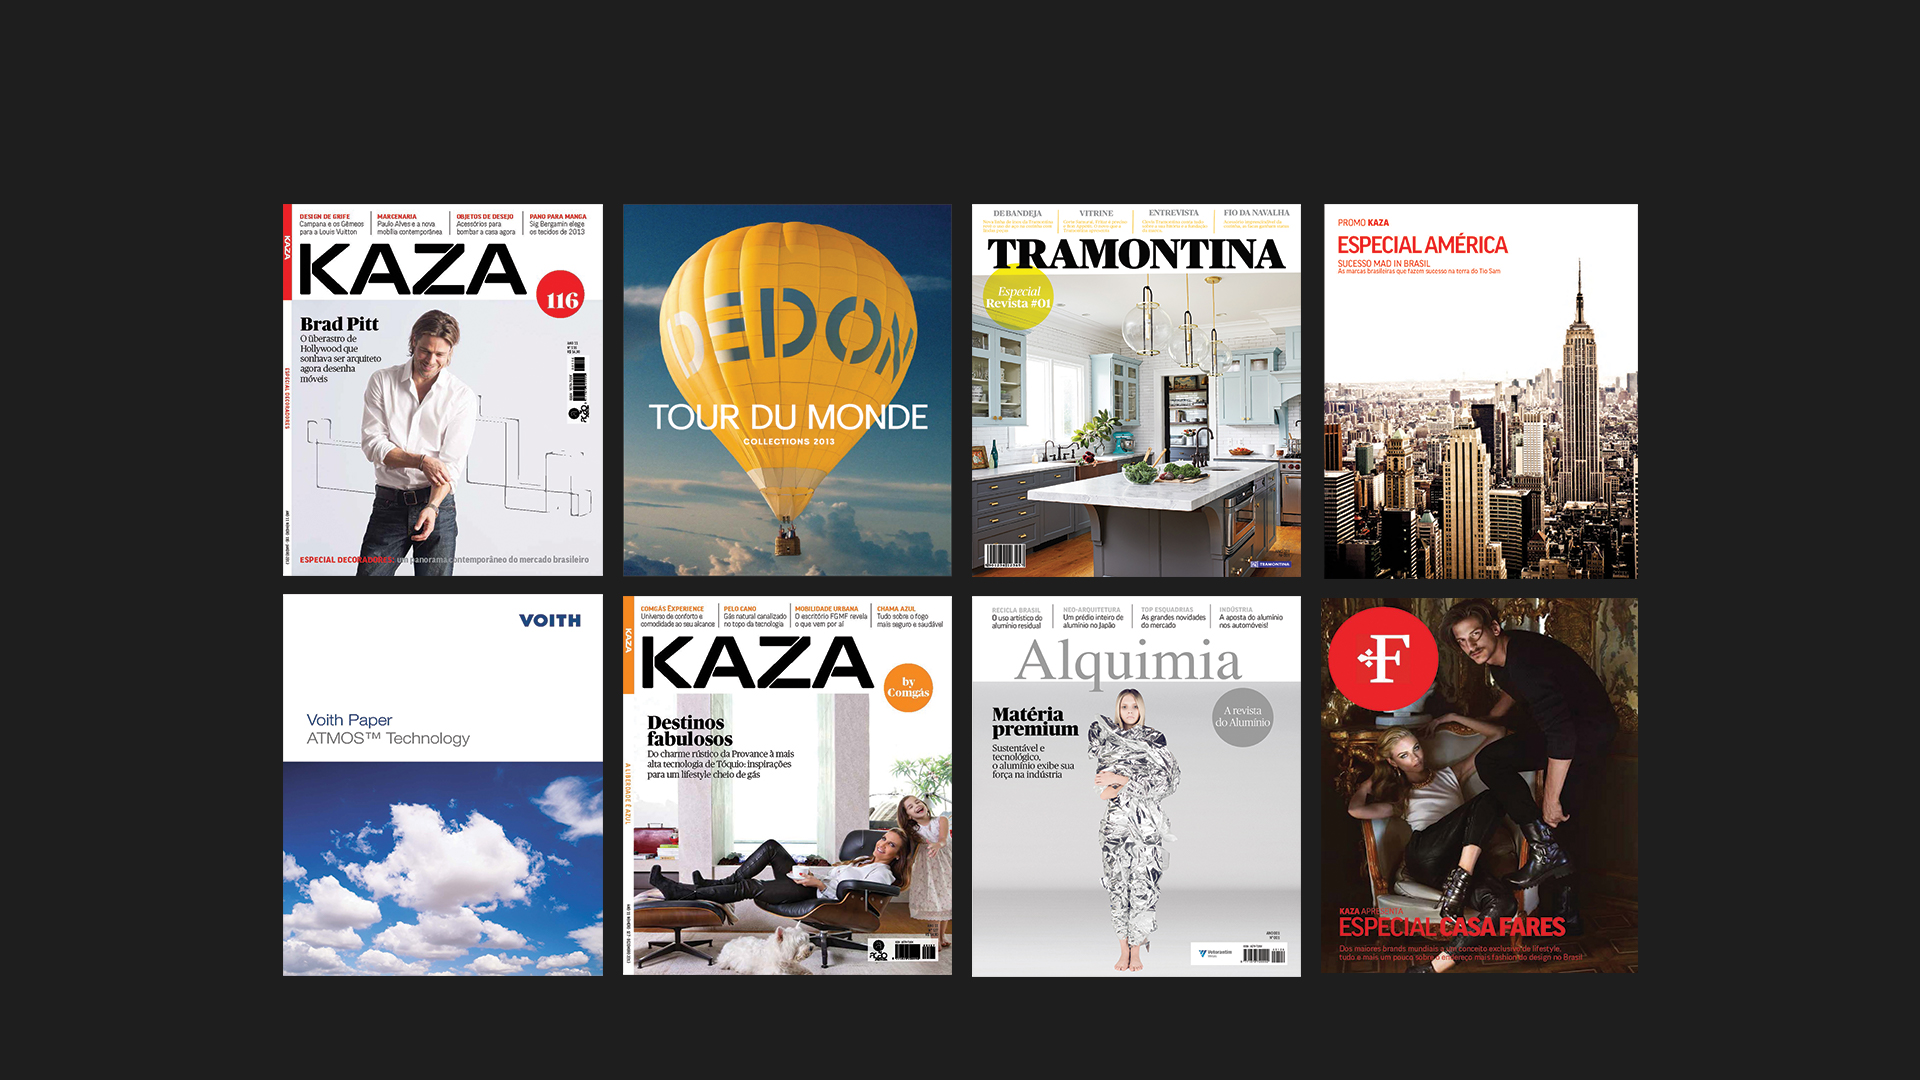 DESIGN DE GRIFE
Campana e os Gêmeos
para a Louis Vuitton
MARCENARIA
Paulo Alves e a nova
mobília contemporânea
OBJETOS DE DESEJO
Acessórios para
bombar a casa agora
PANO PARA MANGA
Sig Bergamin elege
os tecidos de 2013
KAZA
KAZA
116
Brad Pitt
O überastro de
Hollywood que
sonhava ser arquiteto
agora desenha
móveis
ESPECIAL DECORADORES
ESPECIAL DECORADORES: um panorama contemporâneo do mercado brasileiro
DEDON
TOUR DU MONDE
COLLECTIONS 2013
DE BANDEJA
VITRINE
ENTREVISTA
FIO DA NAVALHA
TRAMONTINA
Especial
Revista #01
TRAMONTINA
PROMO KAZA
ESPECIAL AMÉRICA
SUCESSO MAD IN BRASIL
As marcas brasileiras que fazem sucesso na terra do Tio Sam
VOITH
Voith Paper
ATMOS™ Technology
COMGÁS EXPERIENCE
Universo de conforto e
comodidade ao seu alcance
PELO CANO
Gás natural canalizado
no topo da tecnologia
MOBILIDADE URBANA
O escritório FGMF revela
o que vem por aí
CHAMA AZUL
Tudo sobre o fogo
mais seguro e saudável
KAZA
KAZA
by
Comgás
Destinos
fabulosos
Do charme rústico da Provance à mais
alta tecnologia de Tóquio: inspirações
para um lifestyle cheio de gás
A LIBERDADE É AZUL
RECICLA BRASIL
O uso artístico do
alumínio residual
NEO-ARQUITETURA
Um prédio inteiro de
alumínio no Japão
TOP ESQUADRIAS
As grandes novidades
do mercado
INDÚSTRIA
A aposta do alumínio
nos automóveis!
Alquimia
A revista
do Alumínio
Matéria
premium
Sustentável e
tecnológico,
o alumínio exibe sua
força na indústria
Votorantim
F
KAZA APRESENTA
ESPECIAL CASA FARES
Dos maiores brands mundiais a um conceito exclusivo de lifestyle,
tudo e mais um pouco sobre o endereço mais fashion do design no Brasil